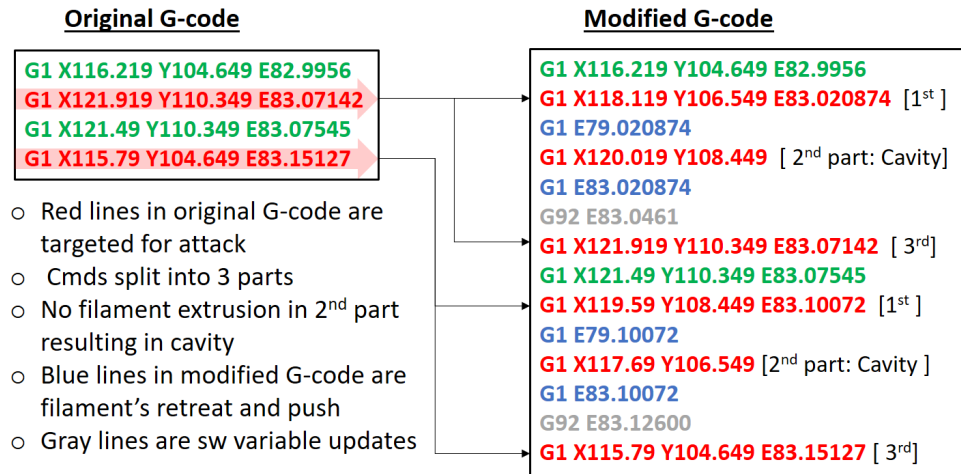 Original G-code
G1 X116.219 Y104.649 E82.9956
G1 X121.919 Y110.349 E83.07142
G1 X121.49 Y110.349 E83.07545
G1 X115.79 Y104.649 E83.15127
o Red lines in original G-code are
targeted for attack
o Cmds split into 3 parts
o No filament extrusion in 2nd part
resulting in cavity
o Blue lines in modified G-code are
filament's retreat and push
o Gray lines are sw variable updates
Modified G-code
G1 X116.219 Y104.649 E82.9956
G1 X118.119 Y106.549 E83.020874 [1st ]
G1 E79.020874
G1 X120.019 Y108.449 [ 2nd part: Cavity]
G1 E83.020874
G92 E83.0461
G1 X121.919 Y110.349 E83.07142 [ 3rd]
G1 X121.49 Y110.349 E83.07545
G1 X119.59 Y108.449 E83.10072 [1st ]
G1 E79.10072
G1 X117.69 Y106.549 [2nd part: Cavity ]
G1 E83.10072
G92 E83.12600
G1 X115.79 Y104.649 E83.15127 [ 3rd]